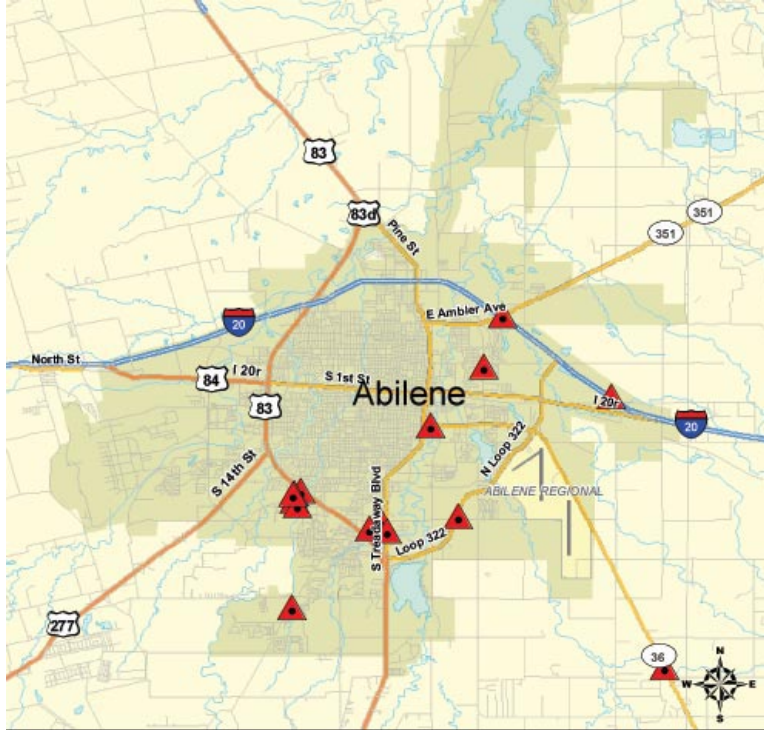 83
83d
Pine St
351
351
20
E Ambler Ave
North St
84
I 20r
S 1st St
Abilene
I 20r
83
20
S 14th St
N Loop 322
ABILENE REGIONAL
S Treadaway Blvd
Loop 322
277
36
N
W
E
S